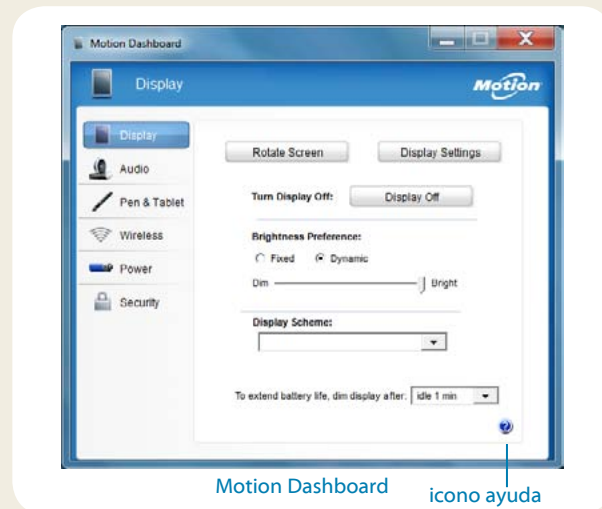 Motion Dashboard
Display
Motion
Display
Audio
Pen & Tablet
Wireless
Power
Security
Rotate Screen
Display Settings
Turn Display Off:
Display Off
Brightness Preference:
Fixed
Dynamic
Dim
Bright
Display Scheme:
To extend battery life, dim display after:
idle 1 min
?
Motion Dashboard
icono ayuda